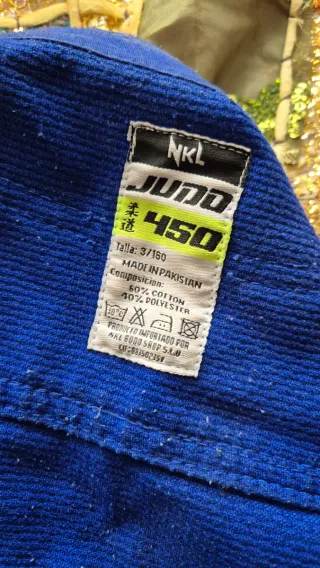 NKL
JUDO
柔道 450
Talla: 3/160
MADE IN PAKISTAN
Composicion:
60% COTTON
40% POLYESTER
30°C
PRODUCTO IMPORTADO POR
NKL BUDO SHOP S.L.U